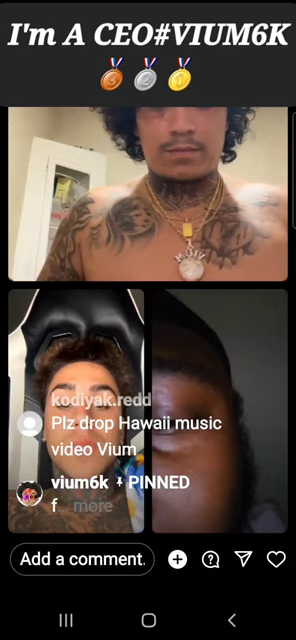 I'm A CEO#VIUM6K
kodiyak.redd
Plz drop Hawaii music
video Vium
vium6k PINNED
f... more
Add a comment.